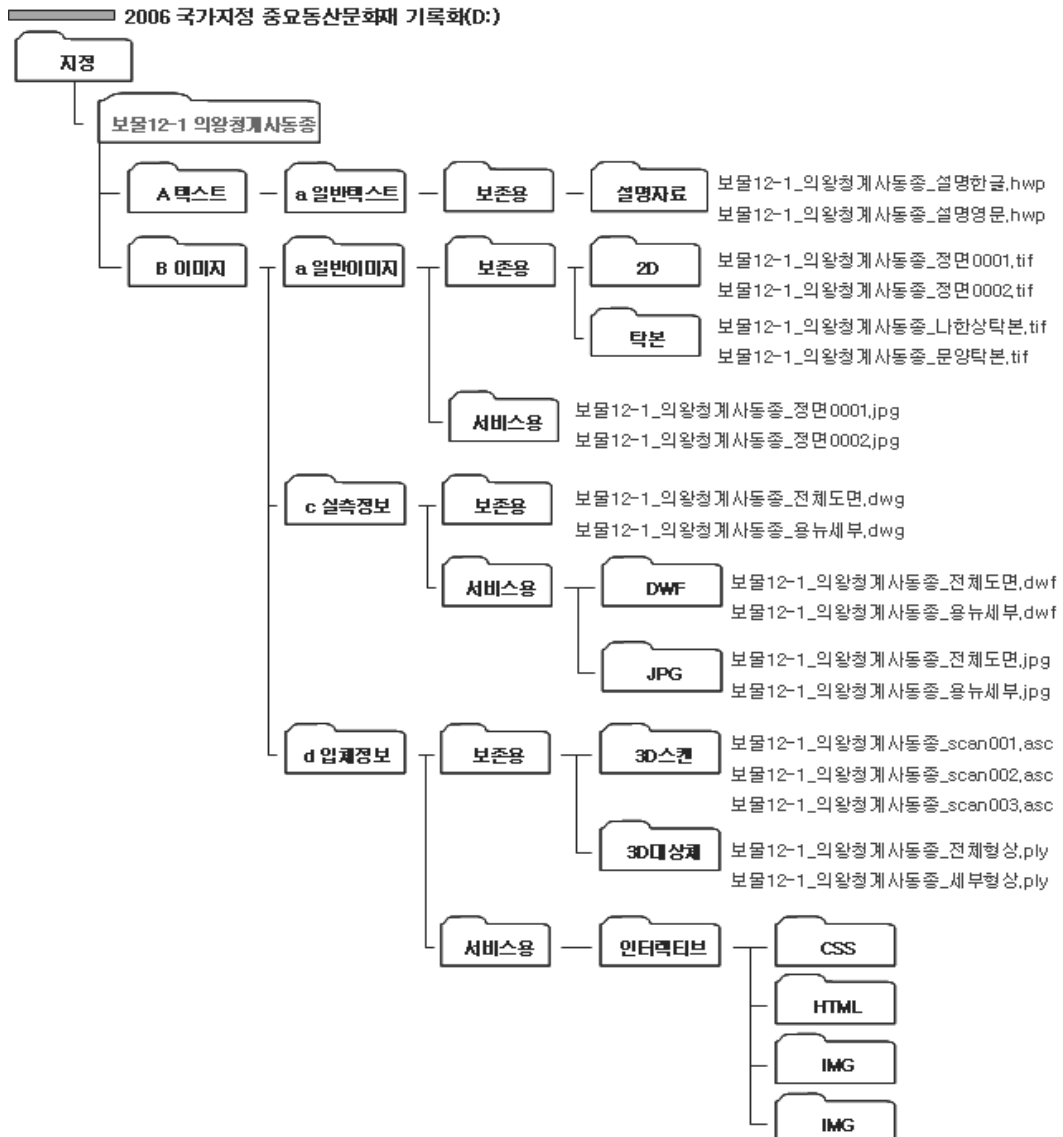 2006 국가지정 중요동산문화재 기록화(D:)
지정
보물12-1 의왕청계사동종
A 텍스트
a 일반텍스트
보존용
설명자료
보물12-1_의왕청계사동종_설명한글.hwp
보물12-1_의왕청계사동종_설명영문.hwp
B 이미지
a 일반이미지
보존용
2D
보물12-1_의왕청계사동종_정면0001.tif
보물12-1_의왕청계사동종_정면0002.tif
탁본
보물12-1_의왕청계사동종_나한상탁본.tif
보물12-1_의왕청계사동종_문양탁본.tif
서비스용
보물12-1_의왕청계사동종_정면0001.jpg
보물12-1_의왕청계사동종_정면0002.jpg
c 실측정보
보존용
보물12-1_의왕청계사동종_전체도면.dwg
보물12-1_의왕청계사동종_용뉴세부.dwg
서비스용
DWF
보물12-1_의왕청계사동종_전체도면.dwf
보물12-1_의왕청계사동종_용뉴세부.dwf
JPG
보물12-1_의왕청계사동종_전체도면.jpg
보물12-1_의왕청계사동종_용뉴세부.jpg
d 입체정보
보존용
3D스캔
보물12-1_의왕청계사동종_scan001.asc
보물12-1_의왕청계사동종_scan002.asc
보물12-1_의왕청계사동종_scan003.asc
3D대상체
보물12-1_의왕청계사동종_전체형상.ply
보물12-1_의왕청계사동종_세부형상.ply
서비스용
인터랙티브
CSS
HTML
IMG
IMG